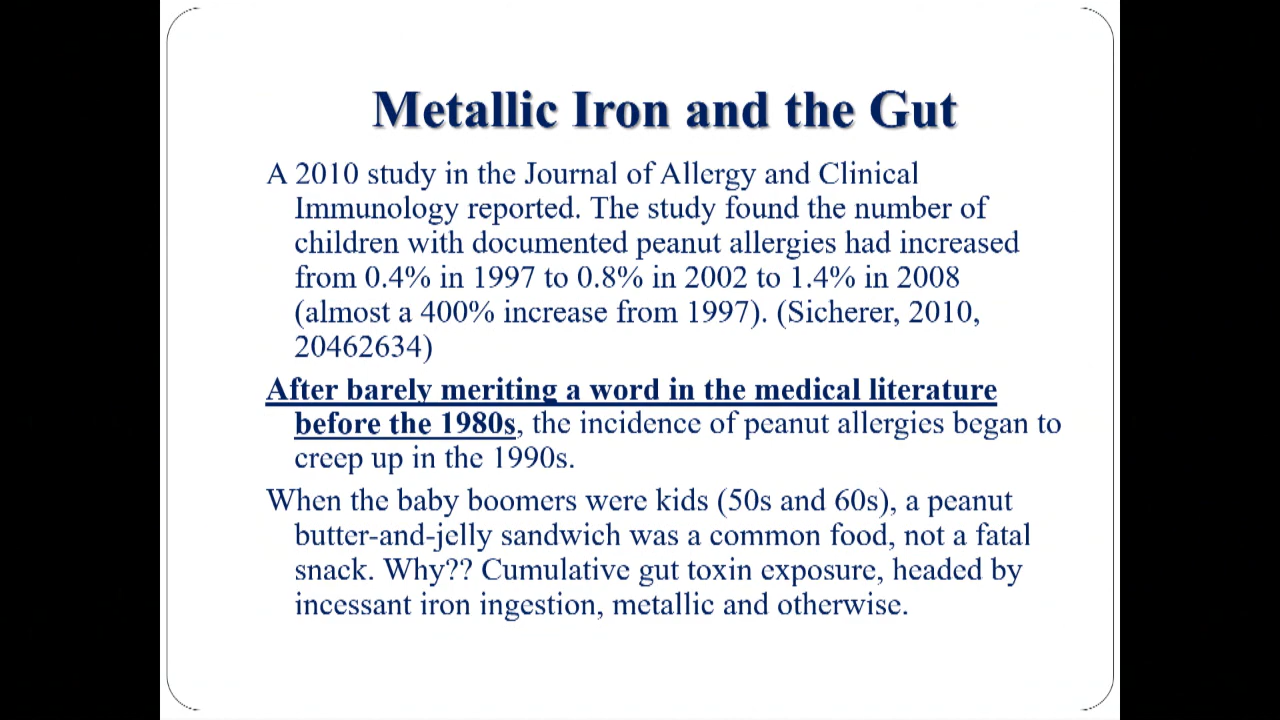 Metallic Iron and the Gut
A 2010 study in the Journal of Allergy and Clinical
Immunology reported. The study found the number of
children with documented peanut allergies had increased
from 0.4% in 1997 to 0.8% in 2002 to 1.4% in 2008
(almost a 400% increase from 1997). (Sicherer, 2010,
20462634)
After barely meriting a word in the medical literature
before the 1980s, the incidence of peanut allergies began to
creep up in the 1990s.
When the baby boomers were kids (50s and 60s), a peanut
butter-and-jelly sandwich was a common food, not a fatal
snack. Why?? Cumulative gut toxin exposure, headed by
incessant iron ingestion, metallic and otherwise.